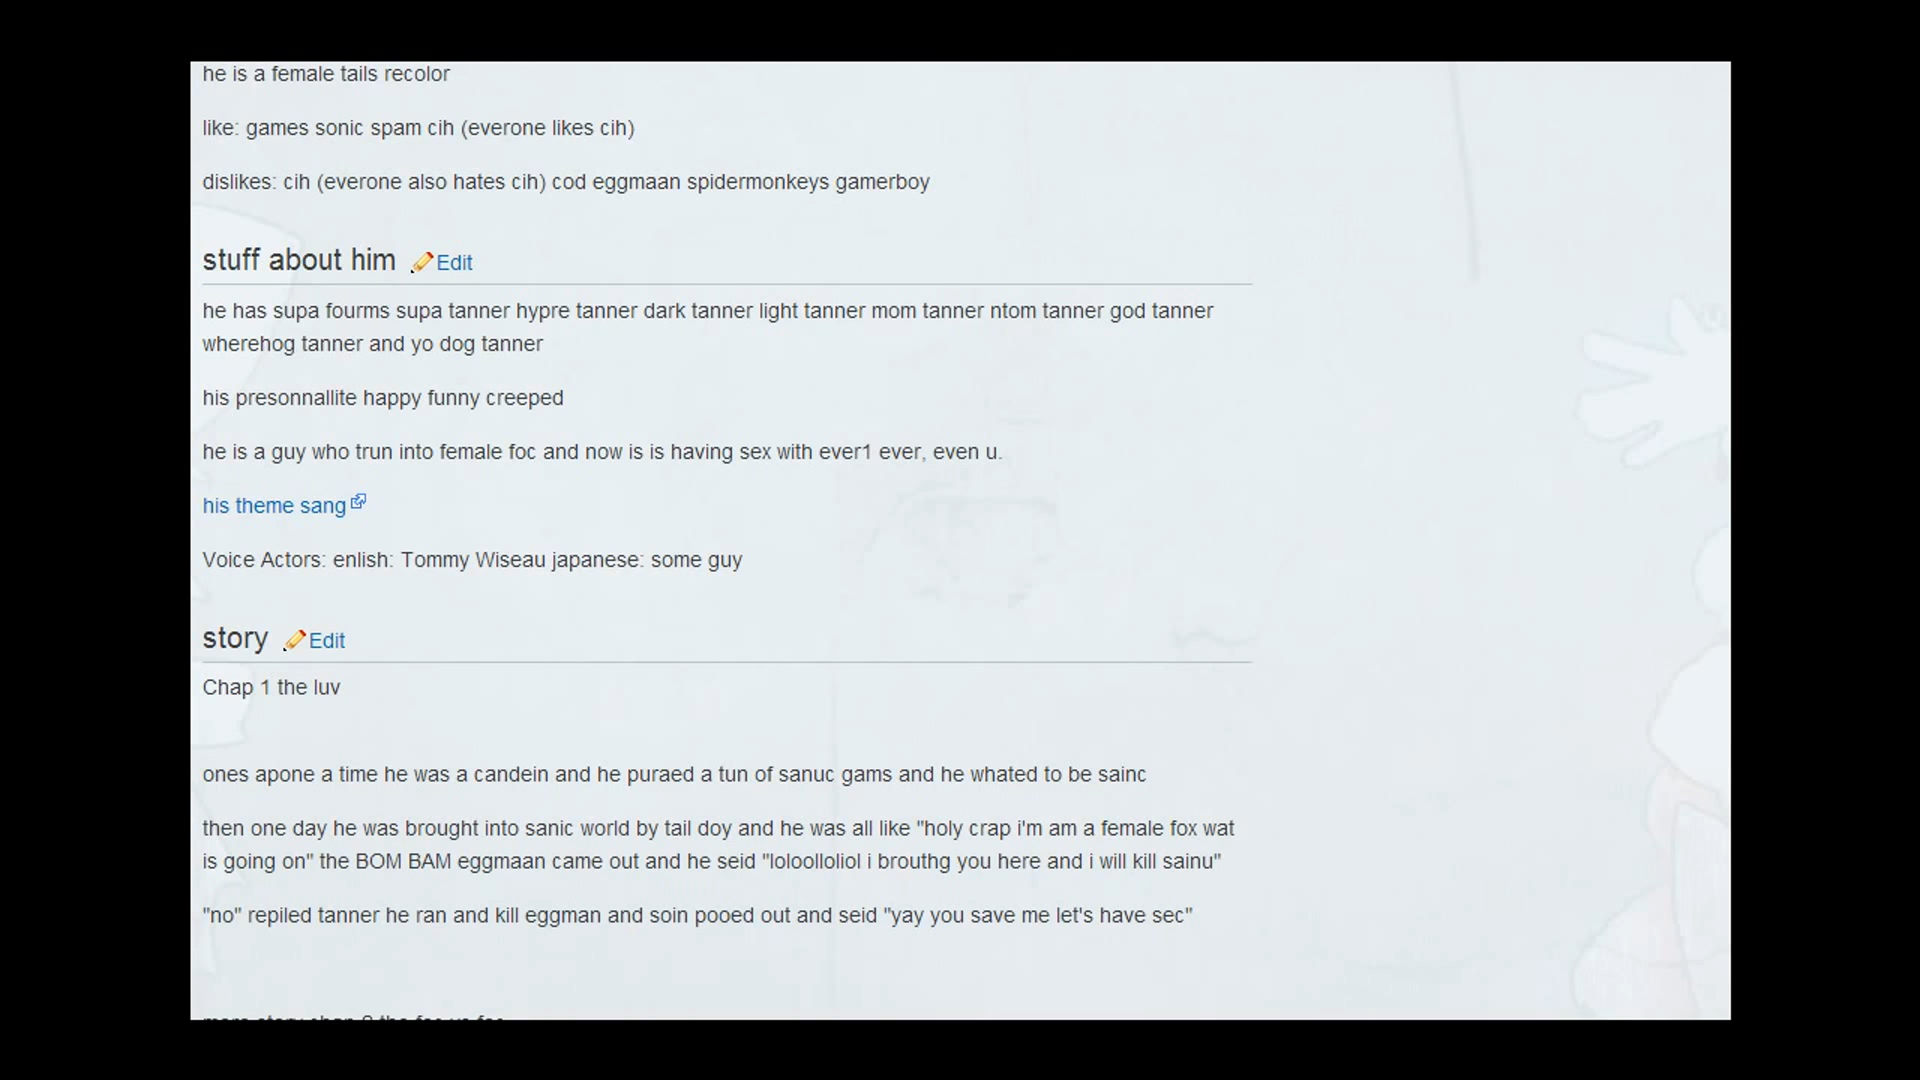 he is a female tails recolor
like: games sonic spam cih (everone likes cih)
dislikes: cih (everone also hates cih) cod eggmaan spidermonkeys gamerboy
stuff about him Edit
he has supa fourms supa tanner hypre tanner dark tanner light tanner mom tanner ntom tanner god tanner
wherehog tanner and yo dog tanner
his presonnallite happy funny creeped
he is a guy who trun into female foc and now is is having sex with ever1 ever, even u.
his theme sang
Voice Actors: enlish: Tommy Wiseau japanese: some guy
story Edit
Chap 1 the luv
ones apone a time he was a candein and he puraed a tun of sanuc gams and he whated to be sainc
then one day he was brought into sanic world by tail doy and he was all like "holy crap i'm am a female fox wat
is going on" the BOM BAM eggmaan came out and he seid "loloolloliol i brouthg you here and i will kill sainu"
"no" repiled tanner he ran and kill eggman and soin pooed out and seid "yay you save me let's have sec"